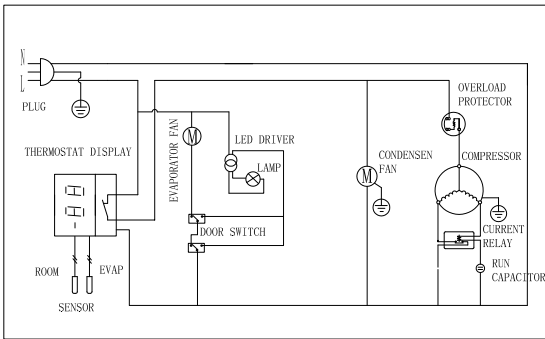 N
L
PLUG
OVERLOAD
PROTECTOR
EVAPORATOR FAN
M
LED DRIVER
LAMP
THERMOSTAT DISPLAY
CONDENSEN
FAN
M
COMPRESSOR
DOOR SWITCH
CURRENT
RELAY
ROOM
EVAP
SENSOR
RUN
CAPACITOR